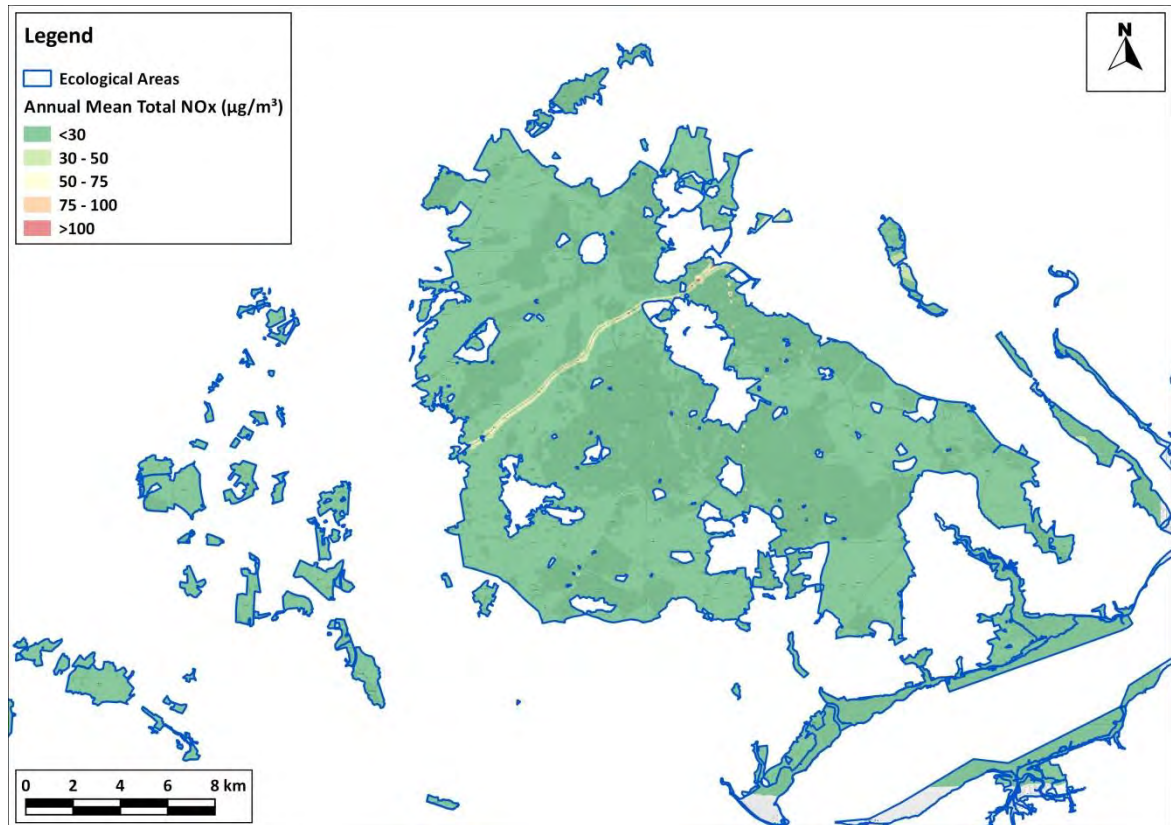 Legend
Ecological Areas
Annual Mean Total NOx (µg/m³)
<30
30 - 50
50 - 75
75 - 100
>100
N
0 2 4 6 8 km